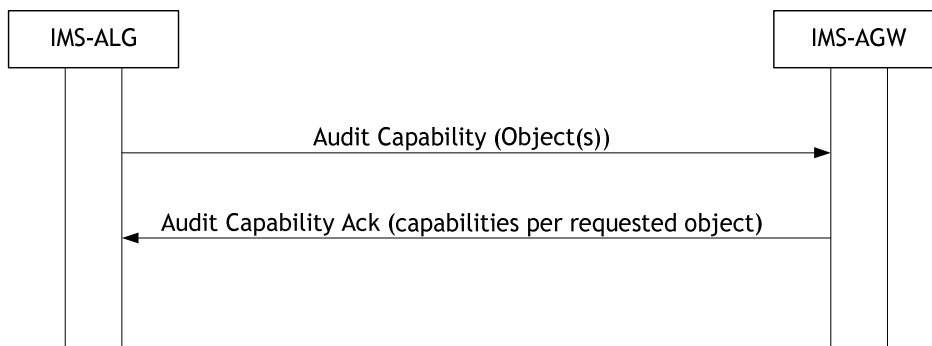 IMS-ALG
IMS-AGW
Audit Capability (Object(s))
Audit Capability Ack (capabilities per requested object)